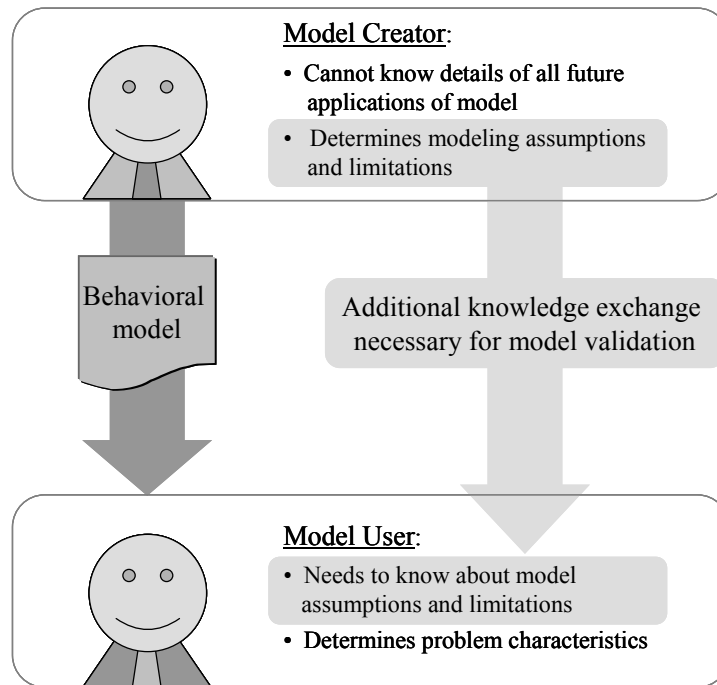 Model Creator:
• Cannot know details of all future
applications of model
• Determines modeling assumptions
and limitations
Behavioral
model
Additional knowledge exchange
necessary for model validation
Model User:
• Needs to know about model
assumptions and limitations
• Determines problem characteristics